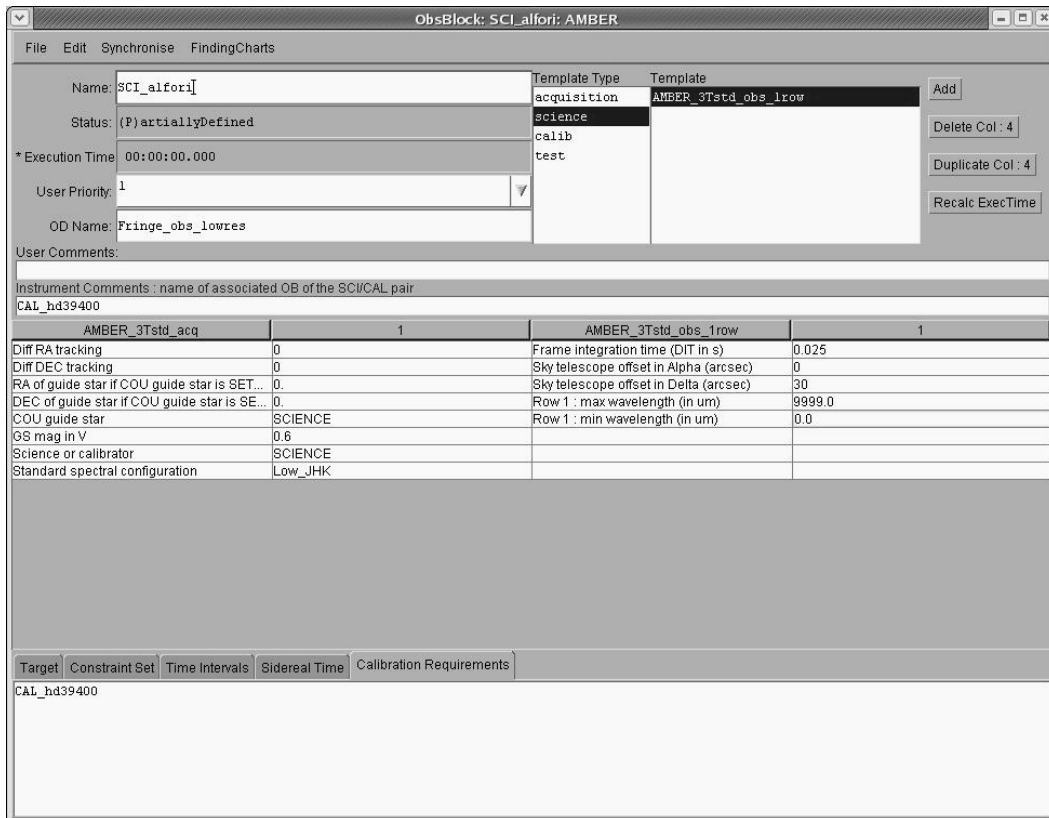 ObsBlock: SCI_alfori: AMBER
File Edit Synchronise FindingCharts
Name: SCI_alfori
Status: (P)artiallyDefined
* Execution Time 00:00:00.000
User Priority: 1
OD Name: Fringe_obs_lowres
Template Type Template
acquisition AMBER_3Tstd_obs_1row
science
calib
test
Add
Delete Col : 4
Duplicate Col : 4
Recalc ExecTime
User Comments:
Instrument Comments : name of associated OB of the SCI/CAL pair
CAL_hd39400
AMBER_3Tstd_acq 1 AMBER_3Tstd_obs_1row 1
Diff RA tracking 0 Frame integration time (DIT in s) 0.025
Diff DEC tracking 0 Sky telescope offset in Alpha (arcsec) 0
RA of guide star if COU guide star is SET... 0. Sky telescope offset in Delta (arcsec) 30
DEC of guide star if COU guide star is SE... 0. Row 1 : max wavelength (in um) 9999.0
COU guide star SCIENCE Row 1 : min wavelength (in um) 0.0
GS mag in V 0.6
Science or calibrator SCIENCE
Standard spectral configuration Low_JHK
Target Constraint Set Time Intervals Sidereal Time Calibration Requirements
CAL_hd39400